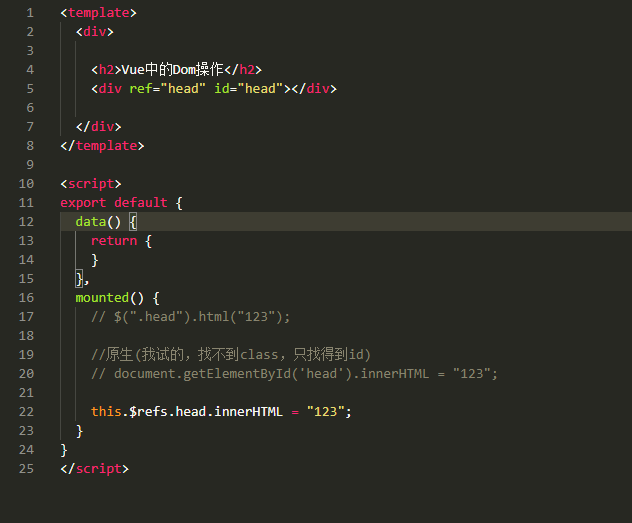 1 <template>
2   <div>
3
4     <h2>Vue中的Dom操作</h2>
5     <div ref="head" id="head"></div>
6
7   </div>
8 </template>
9
10 <script>
11 export default {
12   data() {
13     return {
14     }
15   },
16   mounted() {
17     // $(".head").html("123");
18
19     //原生(我试的，找不到class，只找得到id)
20     // document.getElementById('head').innerHTML = "123";
21
22     this.$refs.head.innerHTML = "123";
23   }
24 }
25 </script>